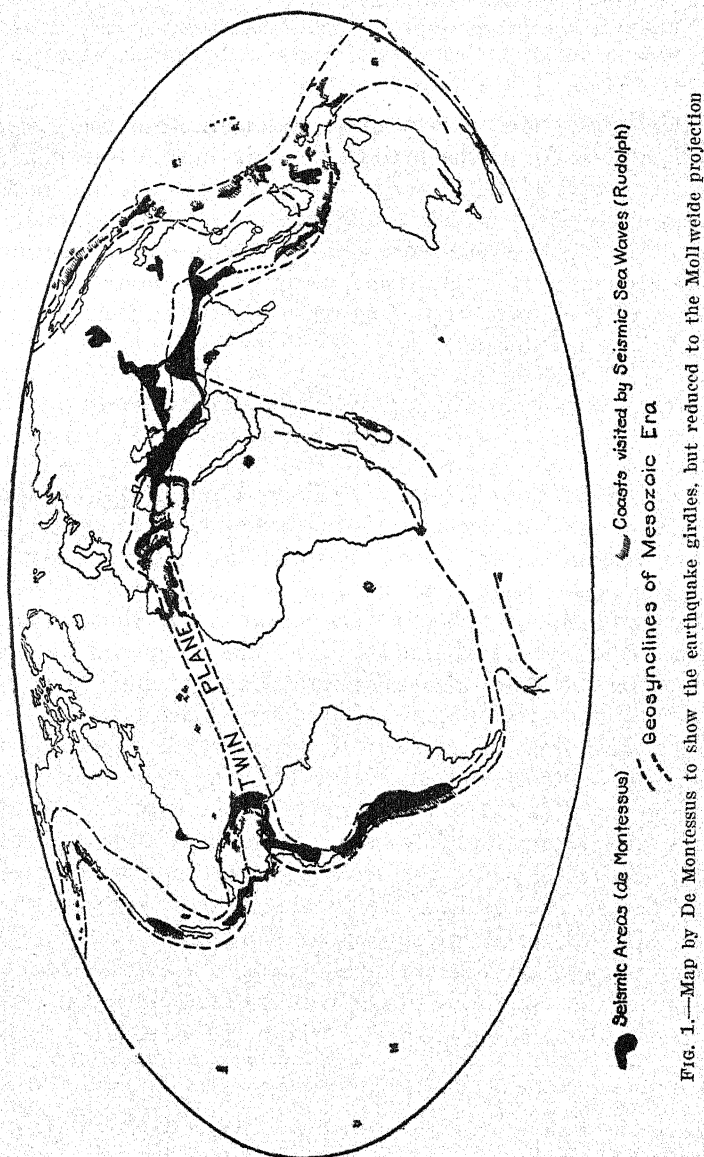 TWIN PLANE
Seismic Areas (de Montessus)
Coasts visited by Seismic Sea Waves (Rudolph)
Geosynclines of Mesozoic Era
FIG. 1.—Map by De Montessus to show the earthquake girdles, but reduced to the Mollweide projection